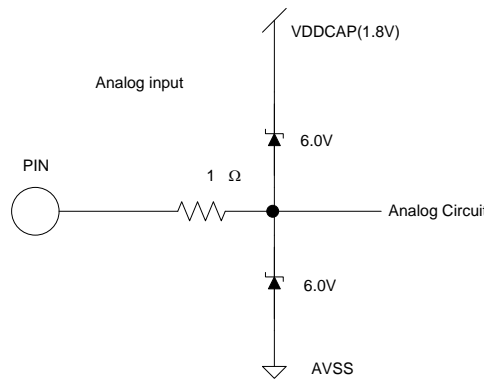 VDDCAP(1.8V)
Analog input
6.0V
PIN
1 Ω
Analog Circuit
6.0V
AVSS